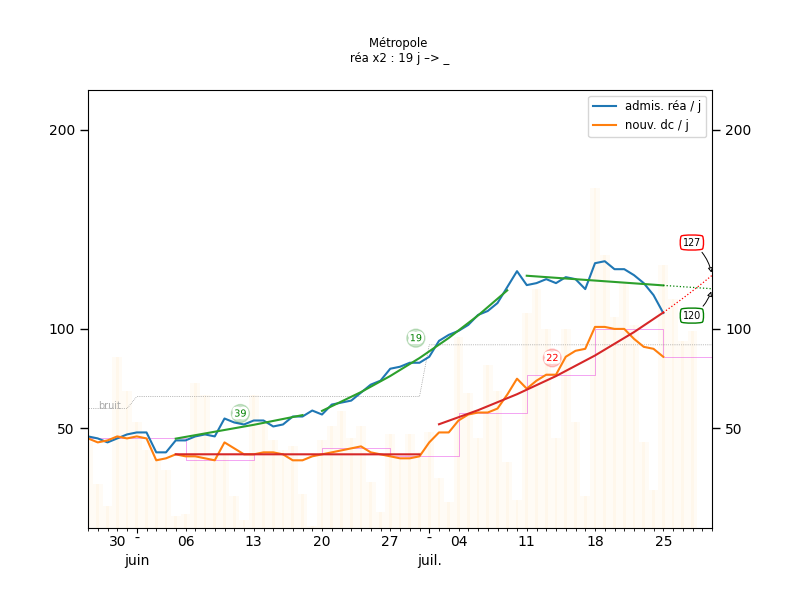 Métropole
réa x2 : 19 j –> _
admis. réa / j
nouv. dc / j
200
200
127
120
100
100
19
22
39
bruit
50
50
30 - 06 13 20 27 - 04 11 18 25
juin juil.